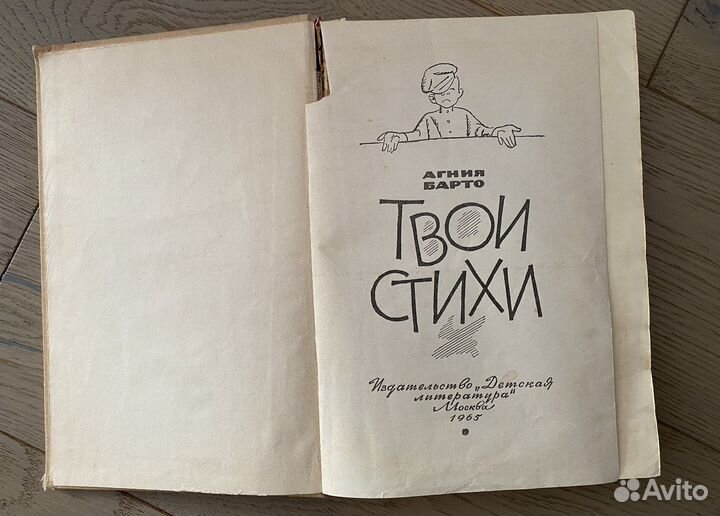 АГНИЯ
БАРТО
ТВОИ
СТИХИ
Издательство „Детская
литература"
Москва
1965
Avito